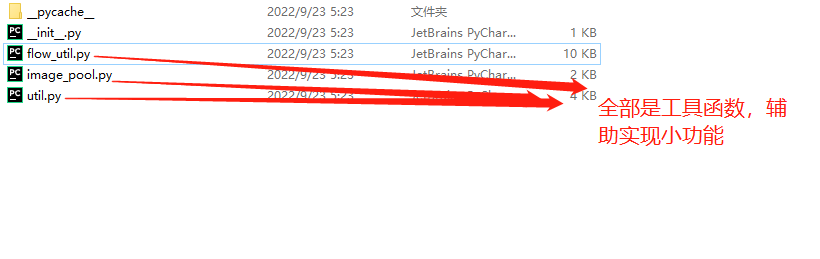 __pycache__ 2022/9/23 5:23 文件夹
__init__.py 2022/9/23 5:23 JetBrains PyChar... 1 KB
flow_util.py 2022/9/23 5:23 JetBrains PyChar... 10 KB
image_pool.py 2022/9/23 5:23 JetBrains PyChar... 2 KB
util.py 2022/9/23 5:23 JetBrains PyChar... 4 KB
全部是工具函数，辅
助实现小功能